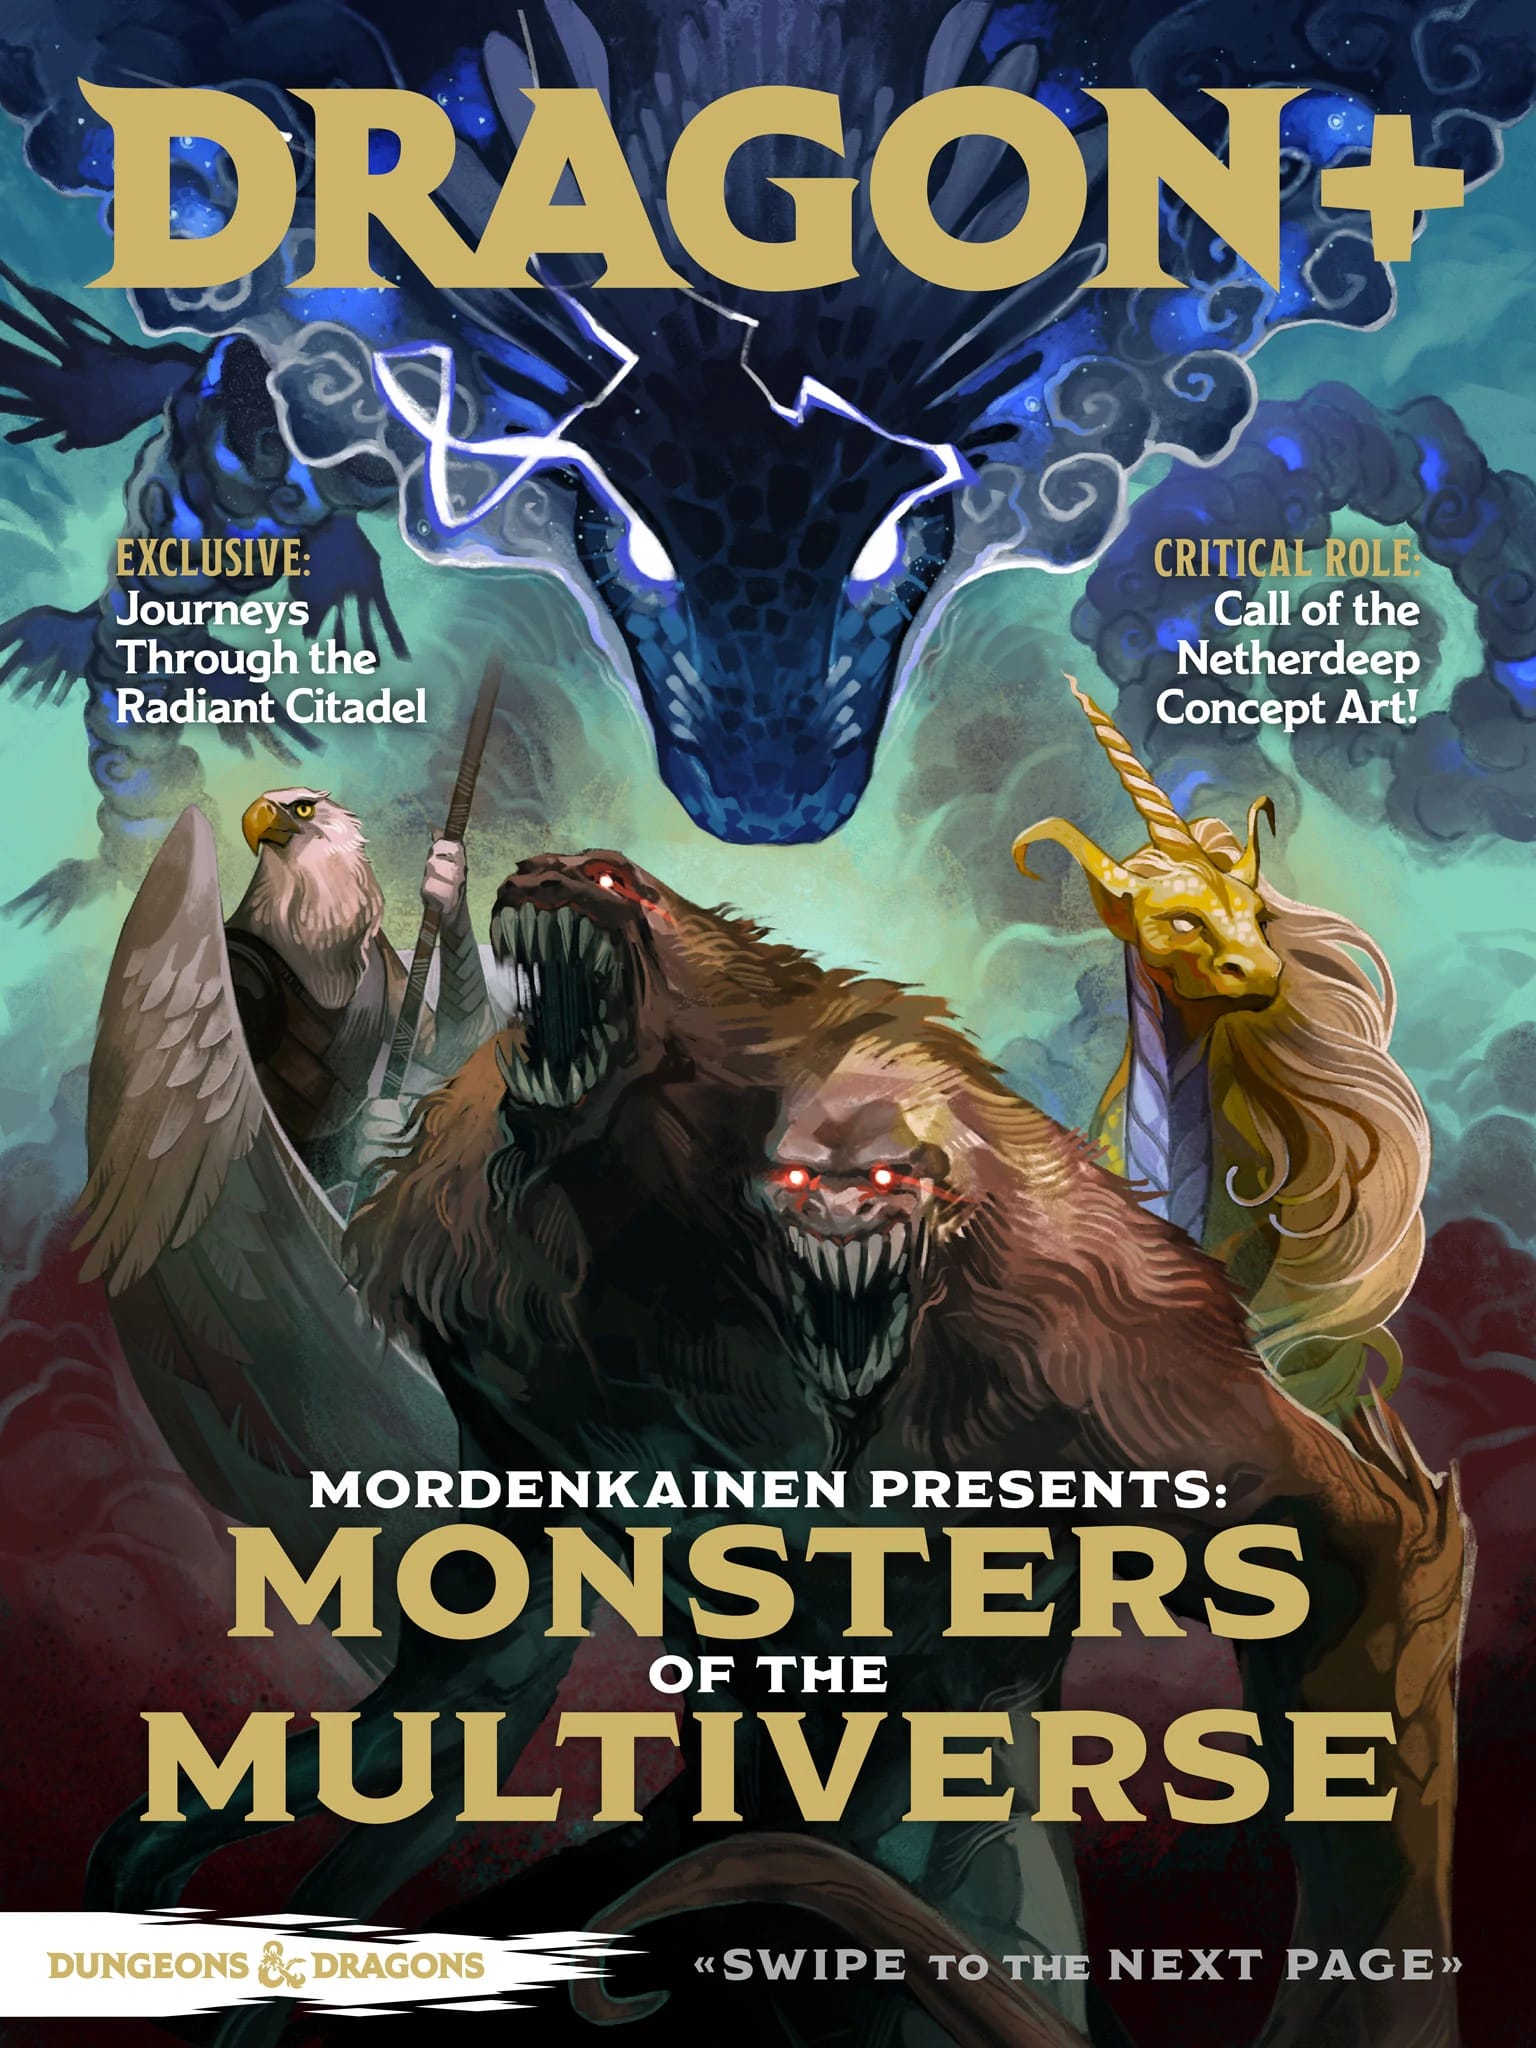 DRAGON+
EXCLUSIVE:
Journeys
Through the
Radiant Citadel
CRITICAL ROLE:
Call of the
Netherdeep
Concept Art!
MORDENKAINEN PRESENTS:
MONSTERS
OF THE
MULTIVERSE
DUNGEONS & DRAGONS
«SWIPE TO THE NEXT PAGE»